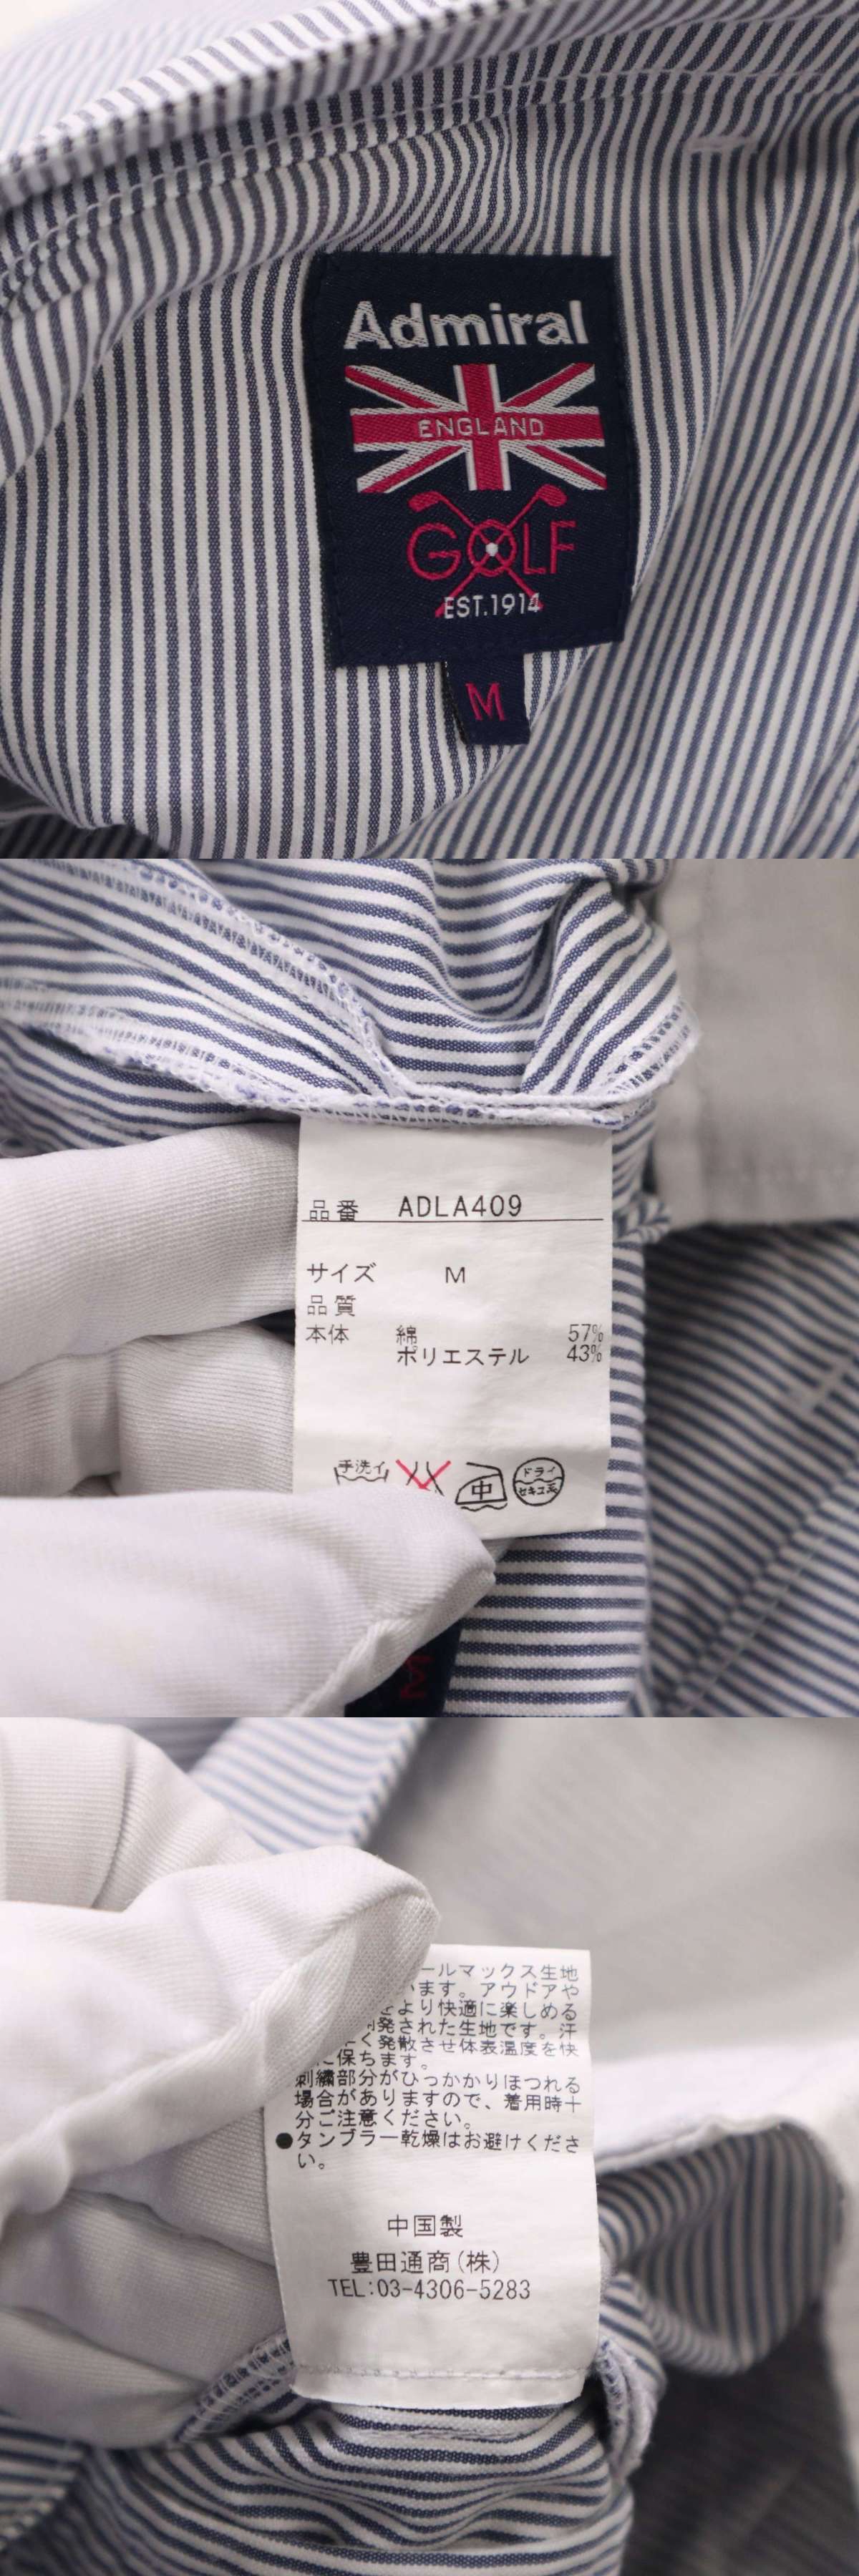 Admiral
ENGLAND
GOLF
EST.1914
M
品番 ADLA409
サイズ M
品質
本体 綿 57%
ポリエステル 43%
手洗イ
中
ドライ
セキユ系
ールマックス生地
います。アウドアや
をより快適に楽しめる
開発された生地です。汗
く発散させ体表温度を快
に保ちます。
刺繍部分がひっかかりほつれる
場合がありますので、着用時十
分ご注意ください。
●タンブラー乾燥はお避けくださ
い。
中国製
豊田通商(株)
TEL:03-4306-5283